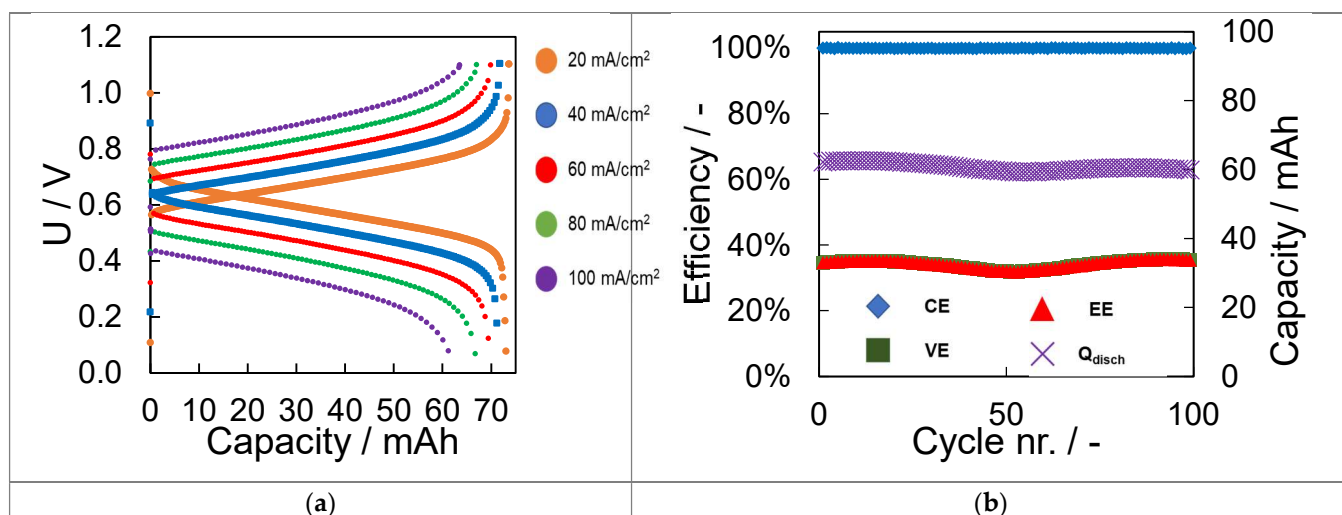 1.2
1.0
0.8
0.6
0.4
0.2
0.0
U / V
0 10 20 30 40 50 60 70
Capacity / mAh
20 mA/cm²
40 mA/cm²
60 mA/cm²
80 mA/cm²
100 mA/cm²
(a)
100%
80%
60%
40%
20%
0%
Efficiency / -
100
80
60
40
20
0
Capacity / mAh
CE
EE
VE
Qdisch
0 50 100
Cycle nr. / -
(b)